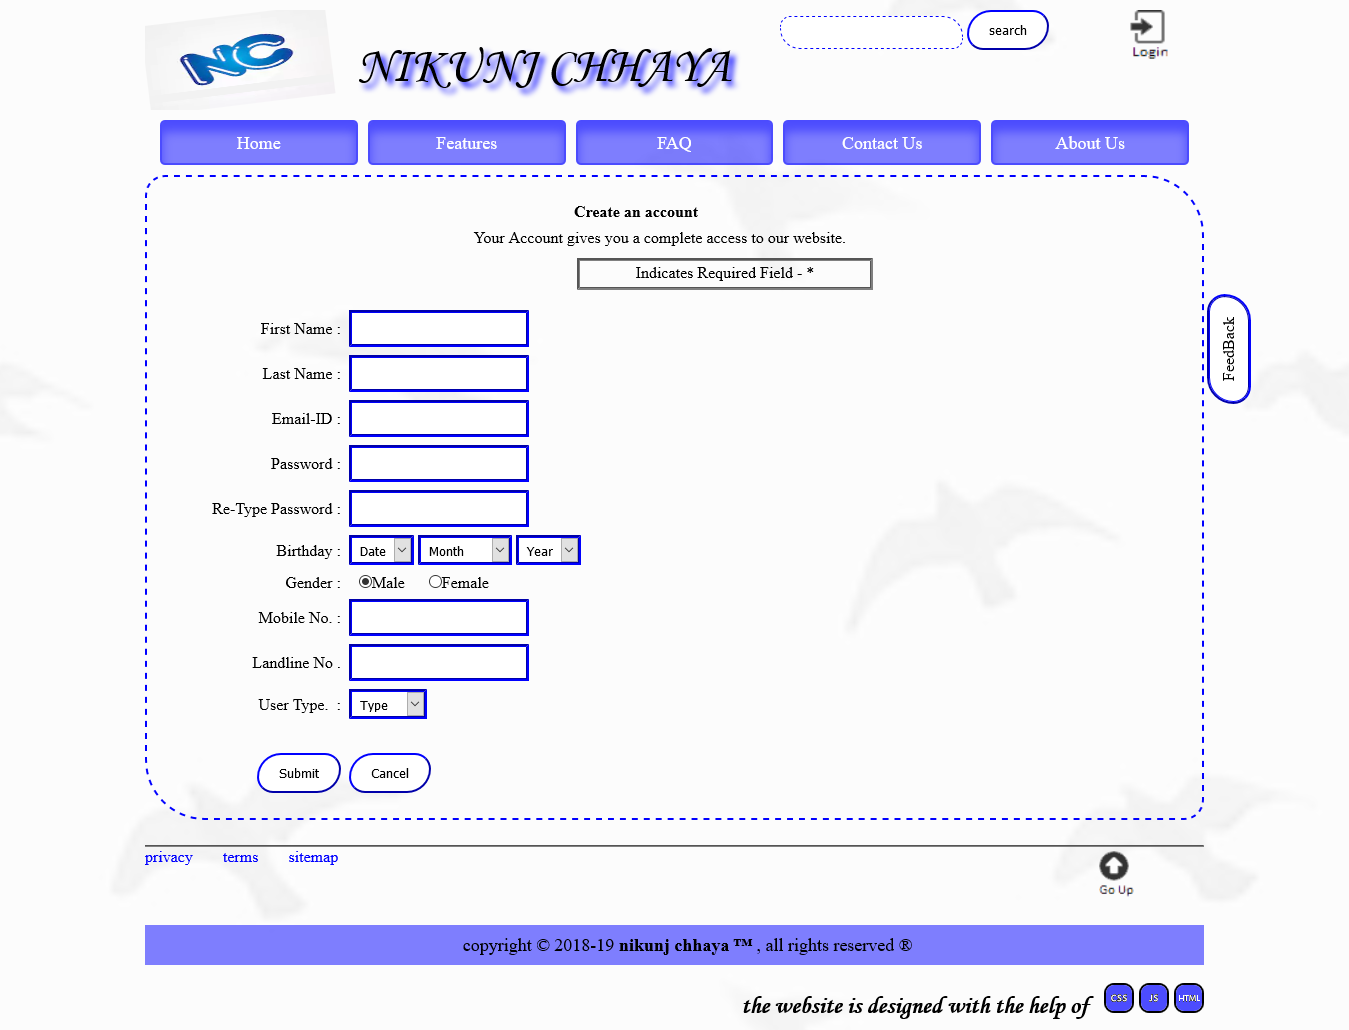 NC
NIKUNJ CHHAYA
search
Login
Home Features FAQ Contact Us About Us
Create an account
Your Account gives you a complete access to our website.
Indicates Required Field - *
First Name :
Last Name :
Email-ID :
Password :
Re-Type Password :
Birthday : Date Month Year
Gender : Male Female
Mobile No. :
Landline No .
User Type. : Type
Submit Cancel
FeedBack
privacy terms sitemap
Go Up
copyright © 2018-19 nikunj chhaya ™ , all rights reserved ®
the website is designed with the help of CSS JS HTML